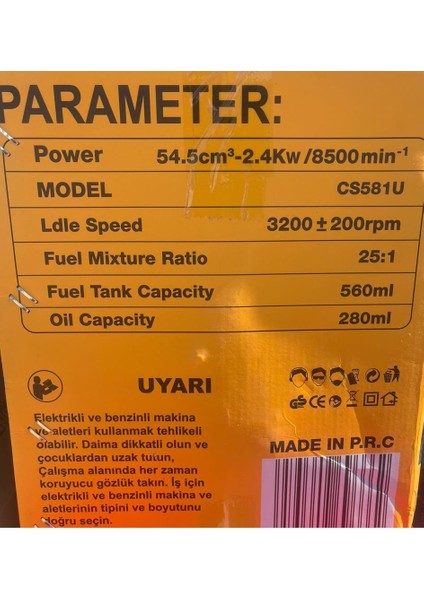 PARAMETER:
Power 54.5cm³-2.4Kw/8500min⁻¹
MODEL CS581U
Ldle Speed 3200±200rpm
Fuel Mixture Ratio 25:1
Fuel Tank Capacity 560ml
Oil Capacity 280ml
UYARI
Elektrikli ve benzinli makina
ve aletleri kullanmak tehlikeli
olabilir. Daima dikkatli olun ve
çocuklardan uzak tutun,
Çalışma alanında her zaman
koruyucu gözlük takın. İş için
elektrikli ve benzinli makina ve
aletlerinin tipini ve boyutunu
doğru seçin.
GS CE
MADE IN P.R.C